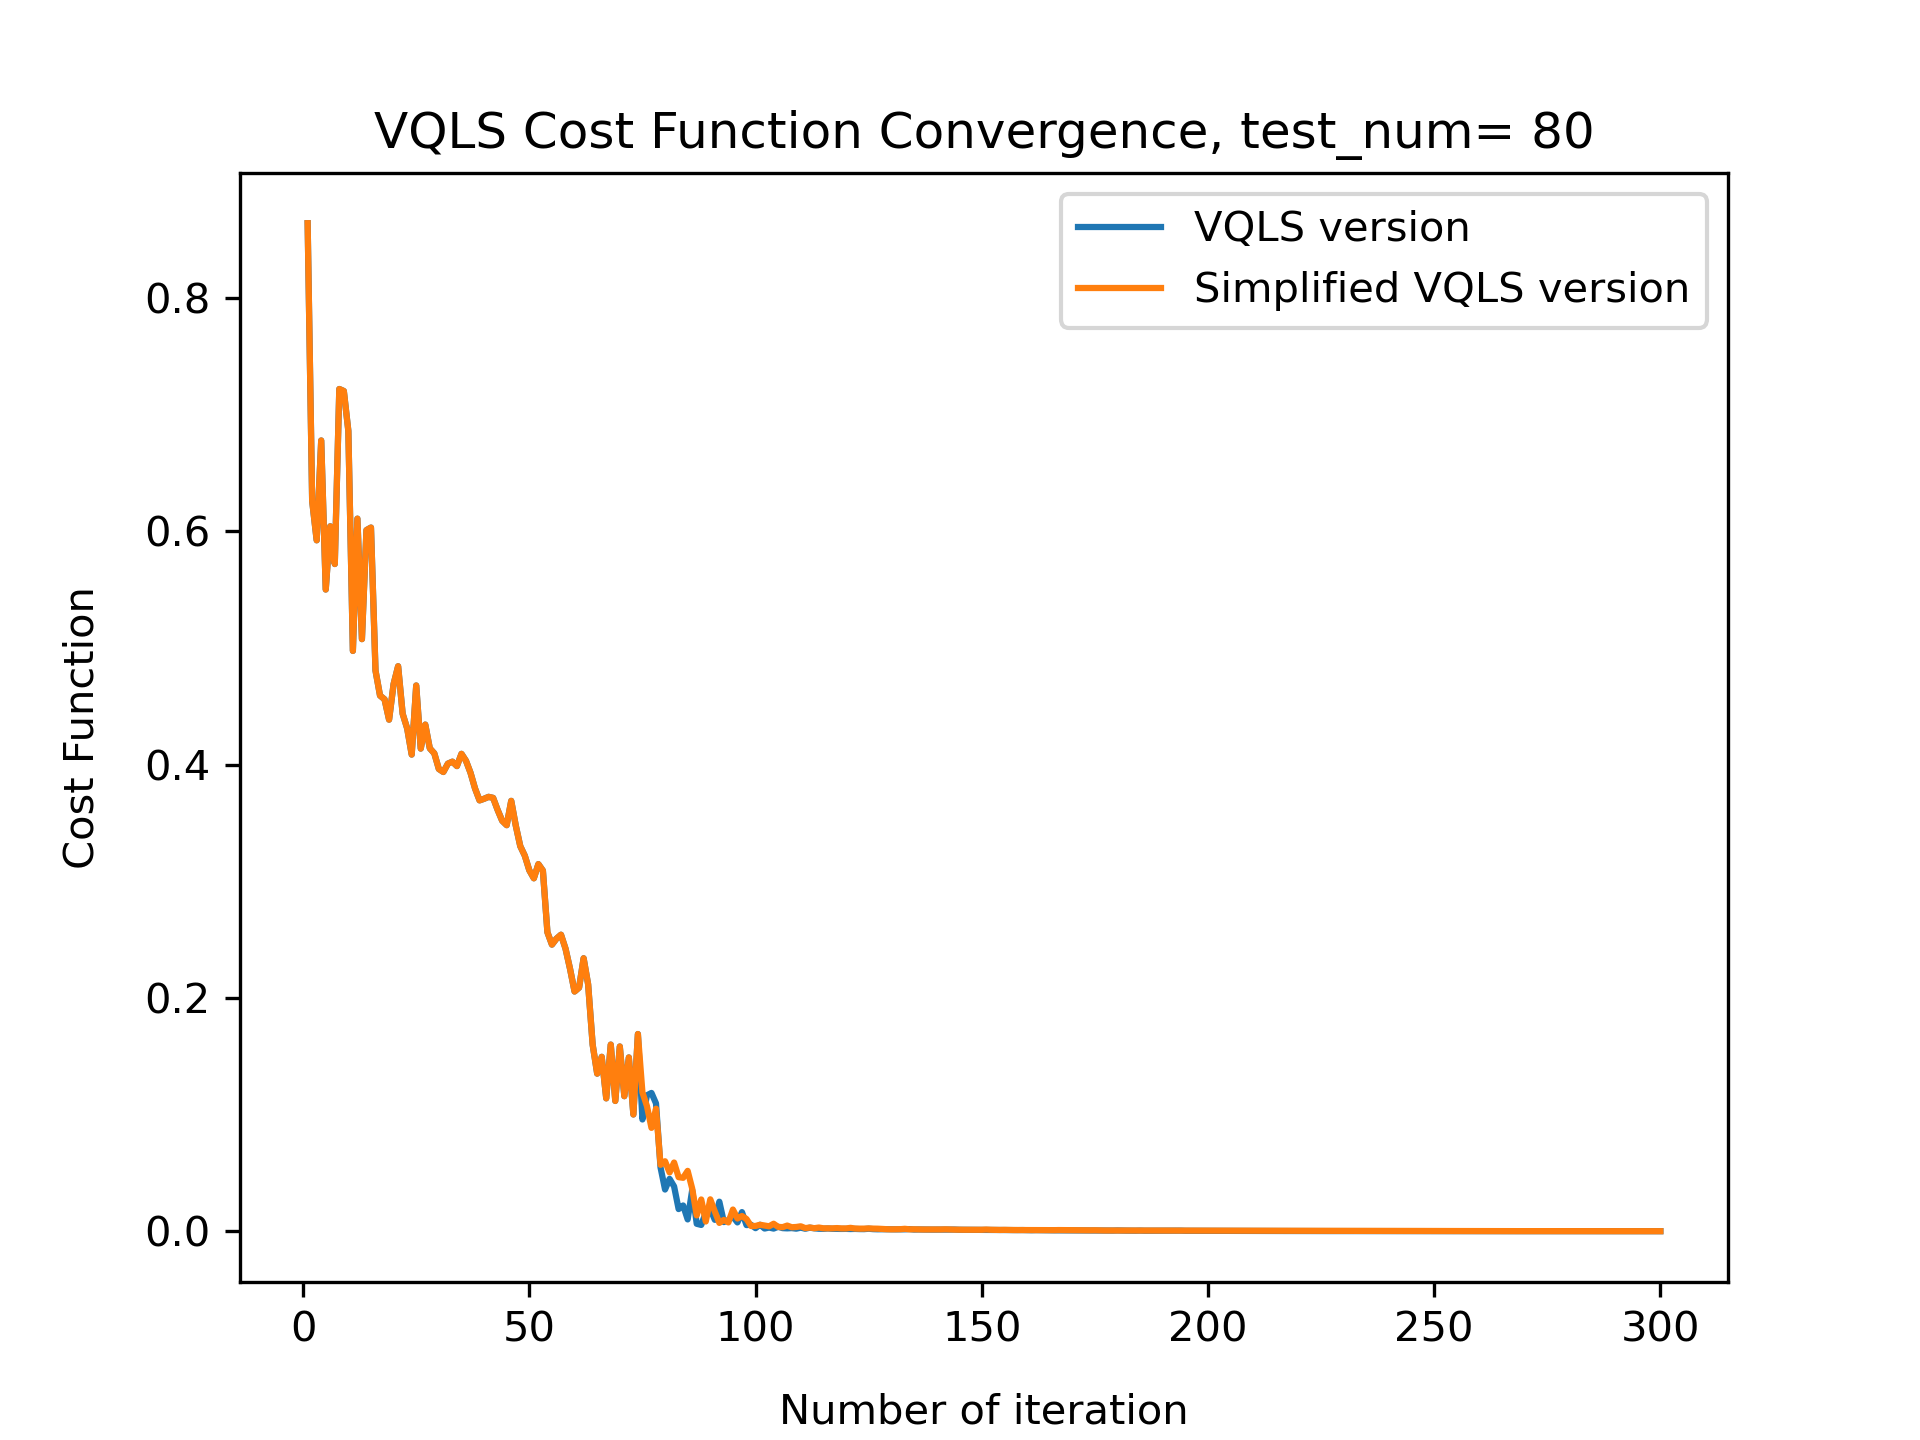 VQLS Cost Function Convergence, test_num= 80
VQLS version
Simplified VQLS version
0.8
0.6
0.4
0.2
0.0
Cost Function
0 50 100 150 200 250 300
Number of iteration